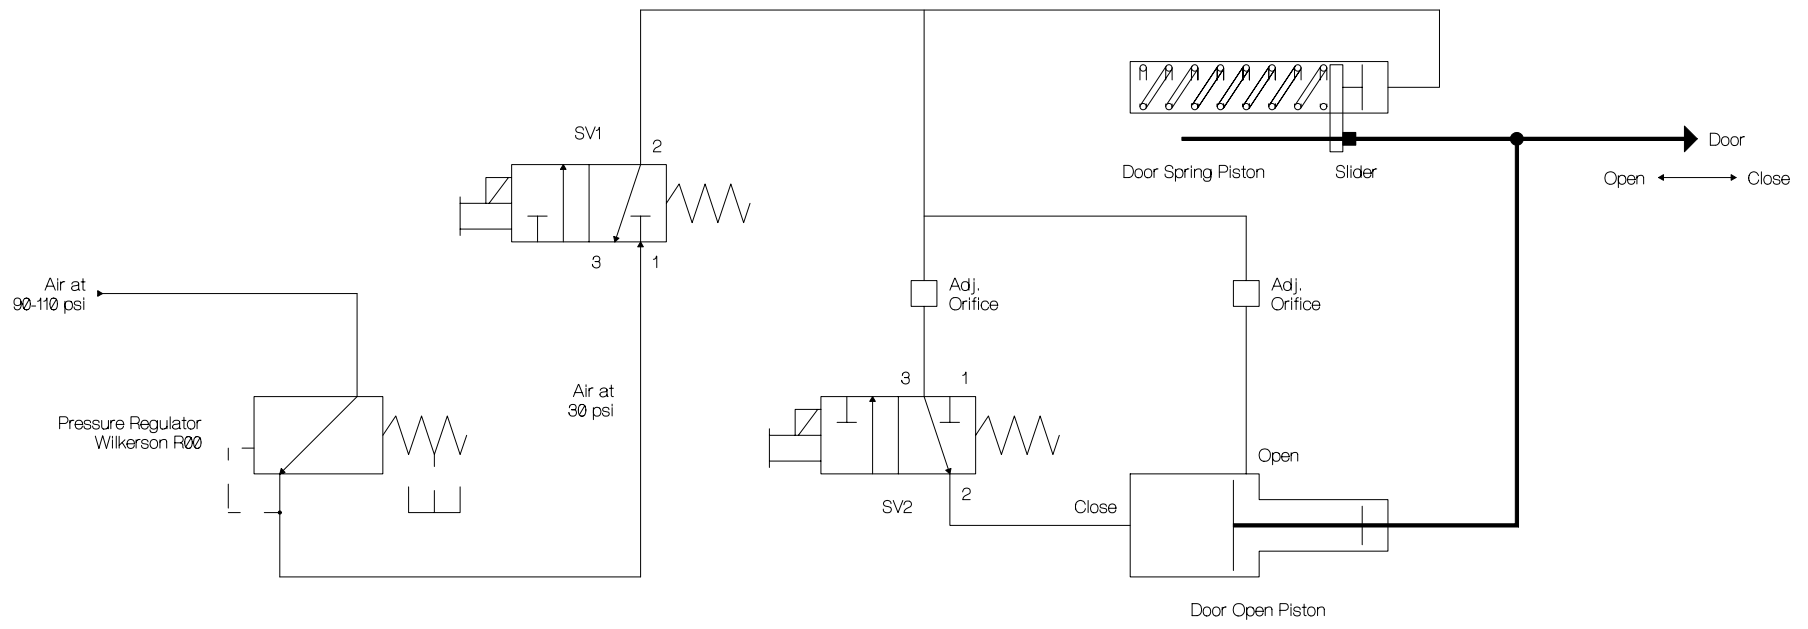 SV1
2
3
1
Door Spring Piston
Slider
Door
Open
Close
Air at
90-110 psi
Adj.
Orifice
Adj.
Orifice
Air at
30 psi
Pressure Regulator
Wilkerson R00
3
1
2
SV2
Close
Open
Door Open Piston